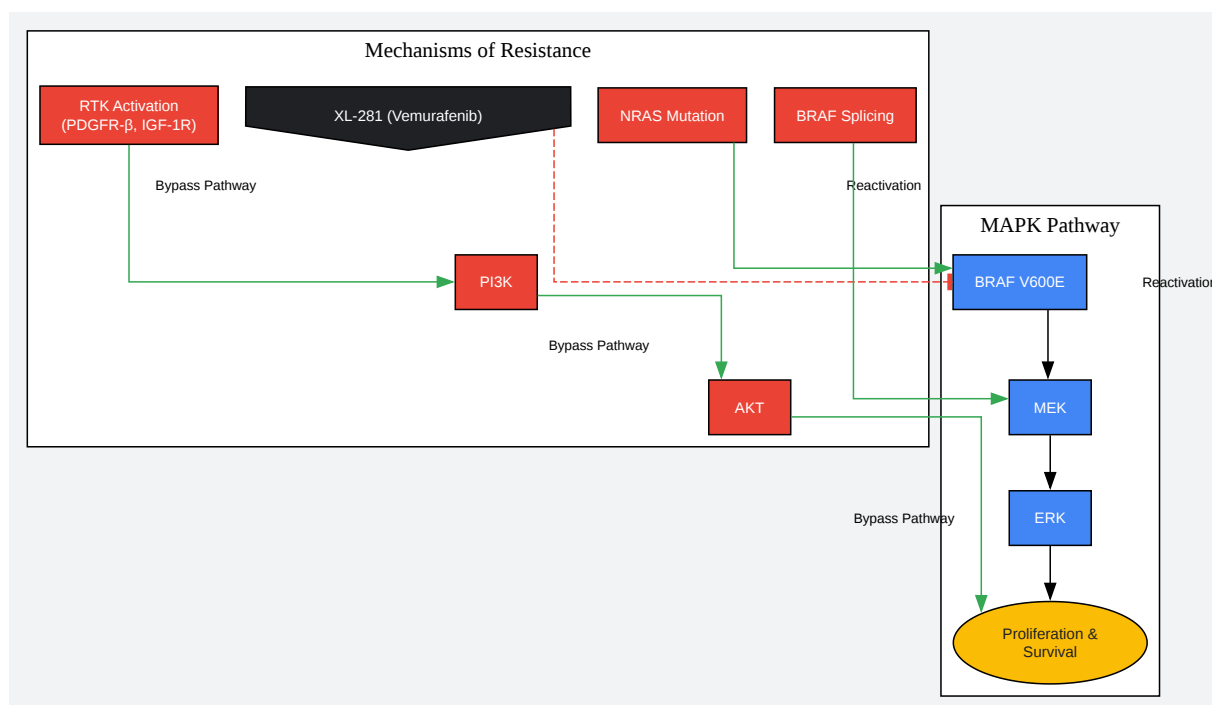 Mechanisms of Resistance
RTK Activation
(PDGFR-β, IGF-1R)
XL-281 (Vemurafenib)
NRAS Mutation
BRAF Splicing
Bypass Pathway
Reactivation
MAPK Pathway
PI3K
BRAF V600E
Reactivation
Bypass Pathway
AKT
MEK
Bypass Pathway
ERK
Proliferation &
Survival